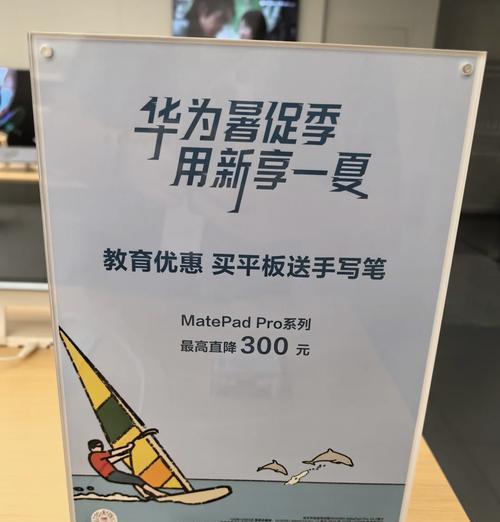 华为暑促季
用新享一夏
教育优惠 买平板送手写笔
MatePad Pro系列
最高直降 300 元